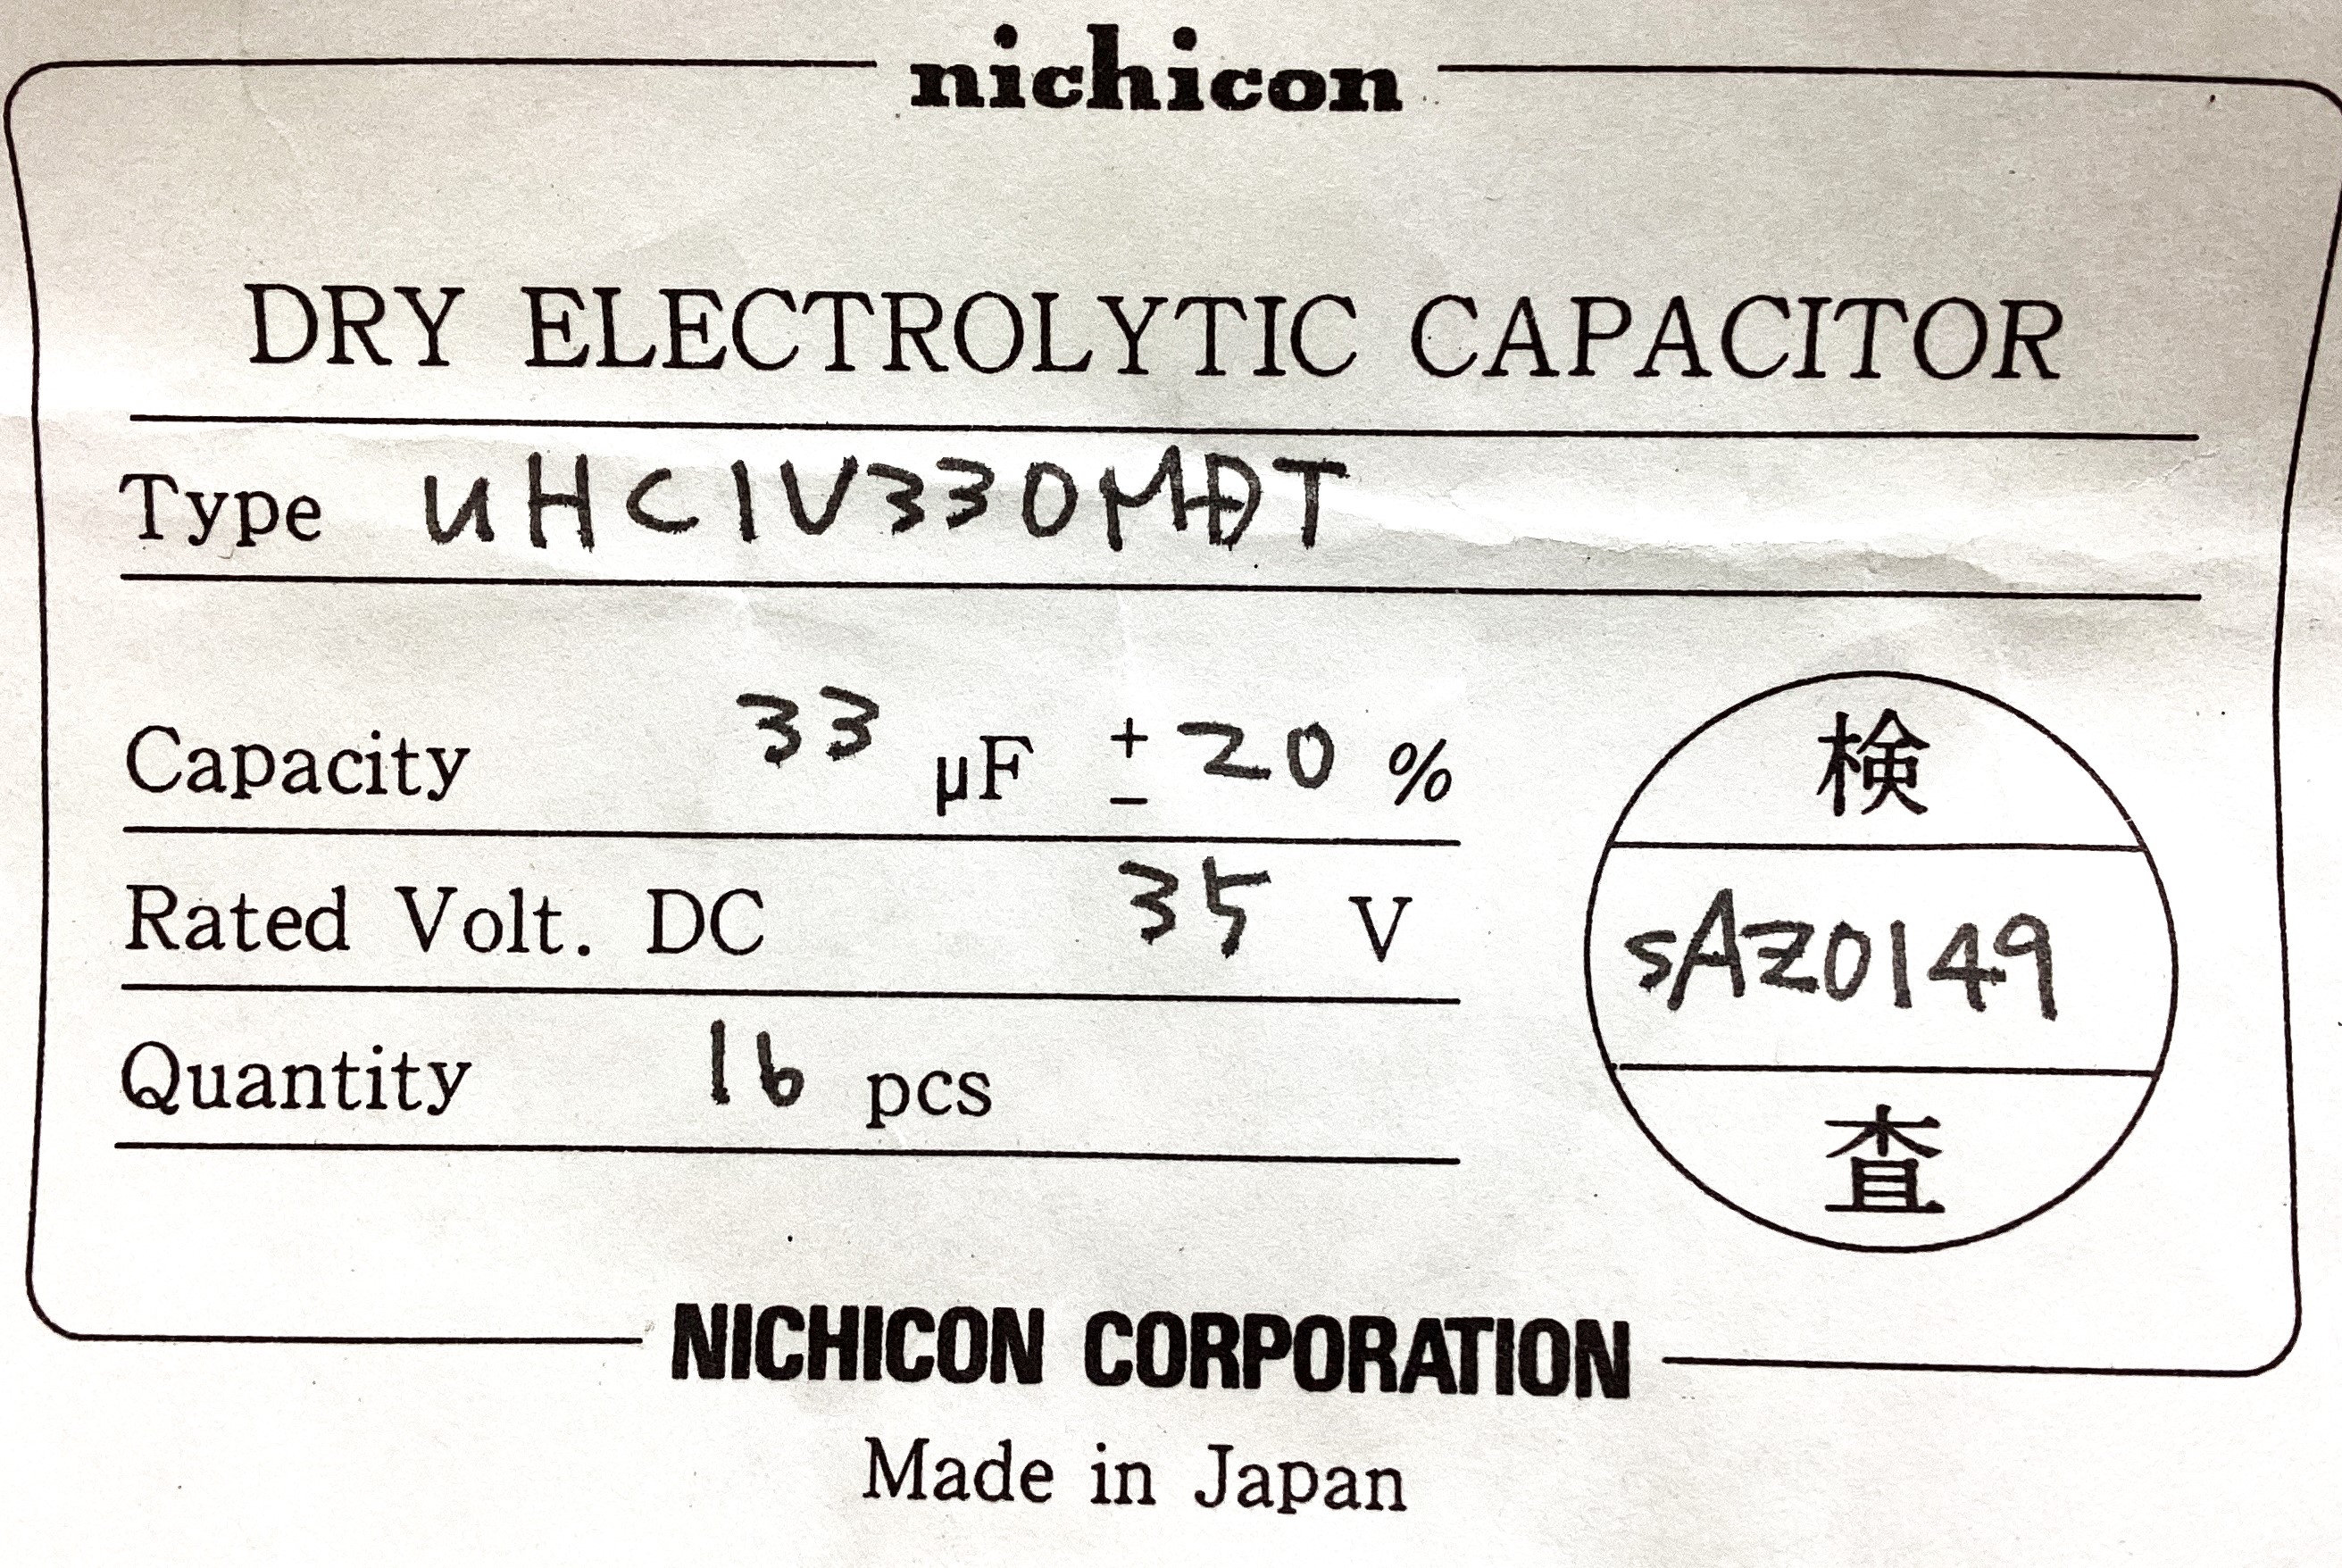 nichicon
DRY ELECTROLYTIC CAPACITOR
Type UHC1V330MDT
Capacity 33 µF ± 20 %
Rated Volt. DC 35 V
Quantity 16 pcs
検
SAZ0149
査
NICHICON CORPORATION
Made in Japan